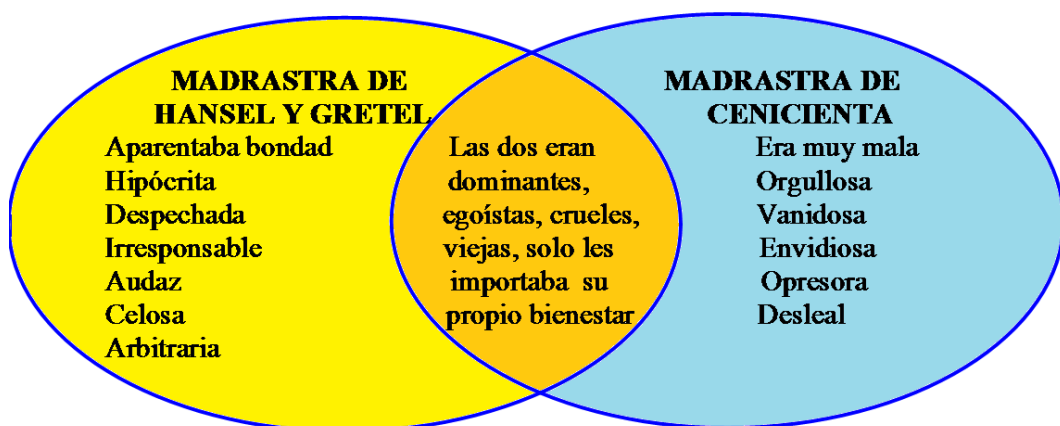 MADRASTRA DE
HANSEL Y GRETEL
Aparentaba bondad
Hipócrita
Despechada
Irresponsable
Audaz
Celosa
Arbitraria
Las dos eran
dominantes,
egoístas, crueles,
viejas, solo les
importaba su
propio bienestar
MADRASTRA DE
CENICIENTA
Era muy mala
Orgullosa
Vanidosa
Envidiosa
Opresora
Desleal